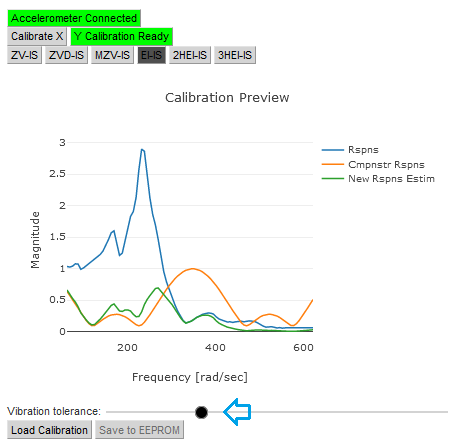 Accelerometer Connected
Calibrate X Y Calibration Ready
ZV-IS ZVD-IS MZV-IS EI-IS 2HEI-IS 3HEI-IS
Calibration Preview
Rspns
Cmpnstr Rspns
New Rspns Estim
3
2.5
2
1.5
1
0.5
0
Magnitude
200 400 600
Frequency [rad/sec]
Vibration tolerance:
Load Calibration Save to EEPROM